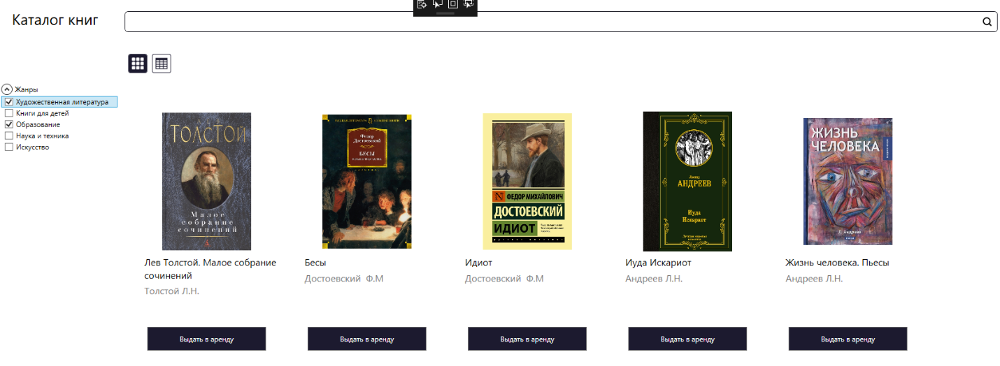 Каталог книг
Жанры
Художественная литература
Книги для детей
Образование
Наука и техника
Искусство
ТОЛСТОЙ
Малое
собрание
сочинений
Федор
Достоевский
БЕСЫ
ФЕДОР МИХАЙЛОВИЧ
ДОСТОЕВСКИЙ
ИДИОТ
АНДРЕЕВ
Иуда
Искариот
ЖИЗНЬ
ЧЕЛОВЕКА
Л. Андреев
Лев Толстой. Малое собрание
сочинений
Толстой Л.Н.
Бесы
Достоевский Ф.М
Идиот
Достоевский Ф.М
Иуда Искариот
Андреев Л.Н.
Жизнь человека. Пьесы
Андреев Л.Н.
Выдать в аренду
Выдать в аренду
Выдать в аренду
Выдать в аренду
Выдать в аренду